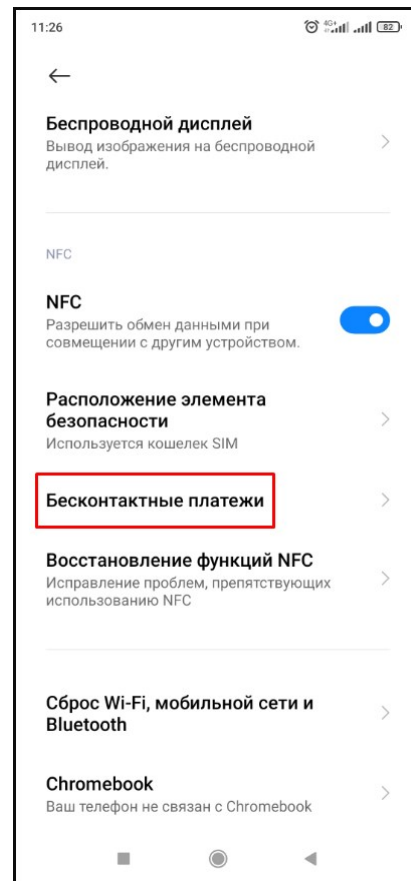 11:26
4G+ 82
Беспроводной дисплей
Вывод изображения на беспроводной
дисплей.
NFC
NFC
Разрешить обмен данными при
совмещении с другим устройством.
Расположение элемента
безопасности
Используется кошелек SIM
Бесконтактные платежи
Восстановление функций NFC
Исправление проблем, препятствующих
использованию NFC
Сброс Wi-Fi, мобильной сети и
Bluetooth
Chromebook
Ваш телефон не связан с Chromebook